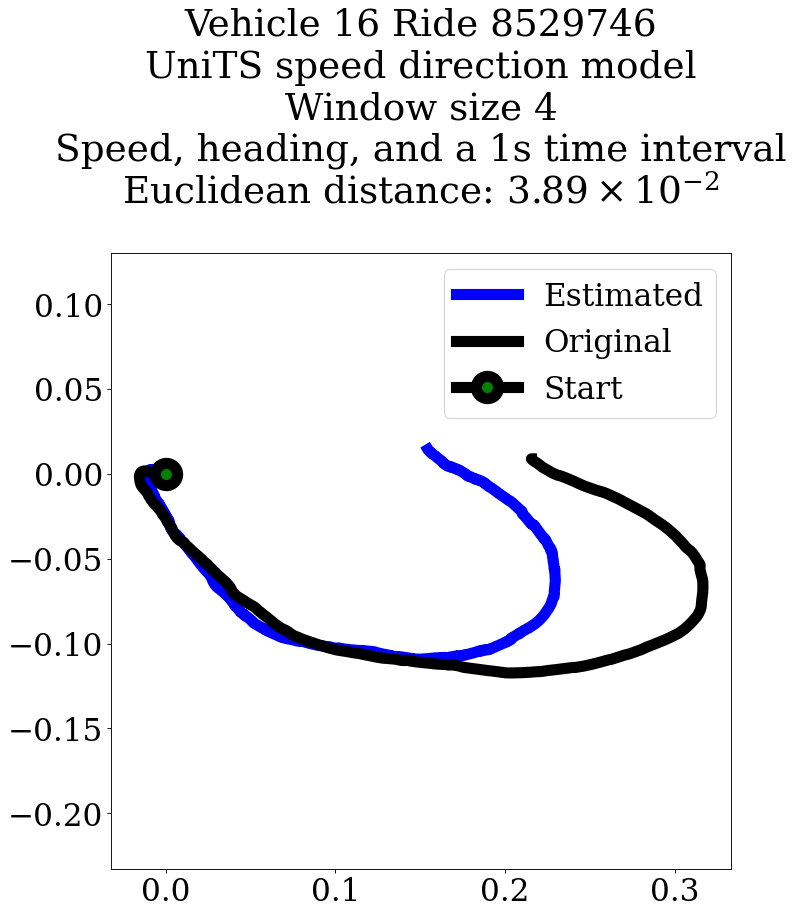 Vehicle 16 Ride 8529746
UniTS speed direction model
Window size 4
Speed, heading, and a 1s time interval
Euclidean distance: 3.89 × 10⁻²
Estimated
Original
Start
0.10
0.05
0.00
−0.05
−0.10
−0.15
−0.20
0.0 0.1 0.2 0.3